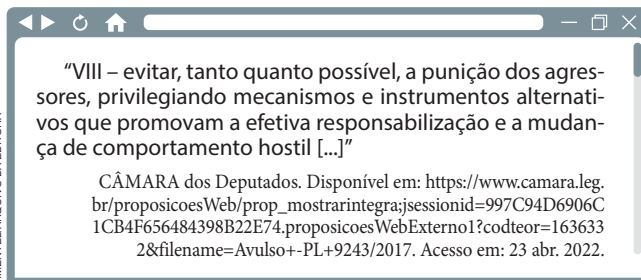 “VIII – evitar, tanto quanto possível, a punição dos agres-
sores, privilegiando mecanismos e instrumentos alternati-
vos que promovam a efetiva responsabilização e a mudan-
ça de comportamento hostil [...]”
CÂMARA dos Deputados. Disponível em: https://www.camara.leg.
br/proposicoesWeb/prop_mostrarintegra;jsessionid=997C94D6906C
1CB4F656484398B22E74.proposicoesWebExterno1?codteor=163633
2&filename=Avulso+-PL+9243/2017. Acesso em: 23 abr. 2022.